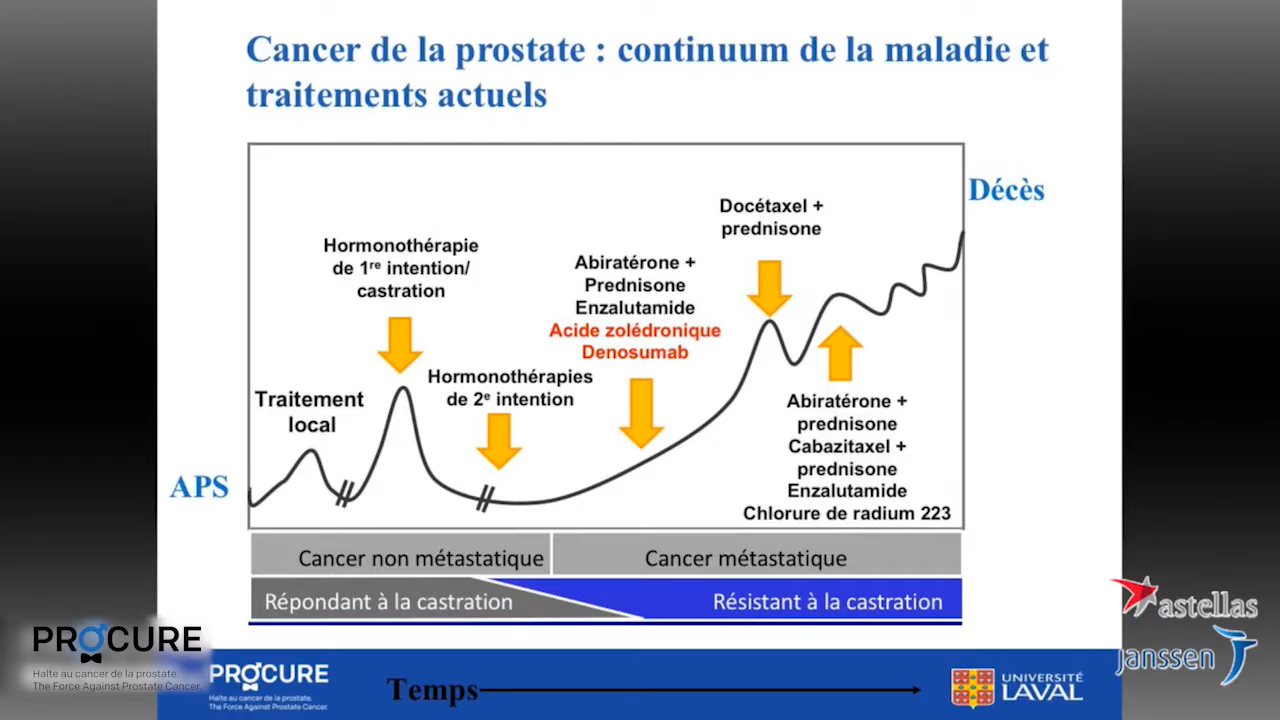 Cancer de la prostate : continuum de la maladie et
traitements actuels
Décès
Docétaxel +
prednisone
Hormonothérapie
de 1re intention/
castration
Abiratérone +
Prednisone
Enzalutamide
Acide zolédronique
Denosumab
Hormonothérapies
de 2e intention
Traitement
local
APS
Abiratérone +
prednisone
Cabazitaxel +
prednisone
Enzalutamide
Chlorure de radium 223
Cancer non métastatique
Cancer métastatique
Répondant à la castration
Résistant à la castration
astellas
janssen
PROCURE
Halte au cancer de la prostate.
The Force Against Prostate Cancer.
PROCURE
Halte au cancer de la prostate.
The Force Against Prostate Cancer.
Temps
UNIVERSITÉ
LAVAL